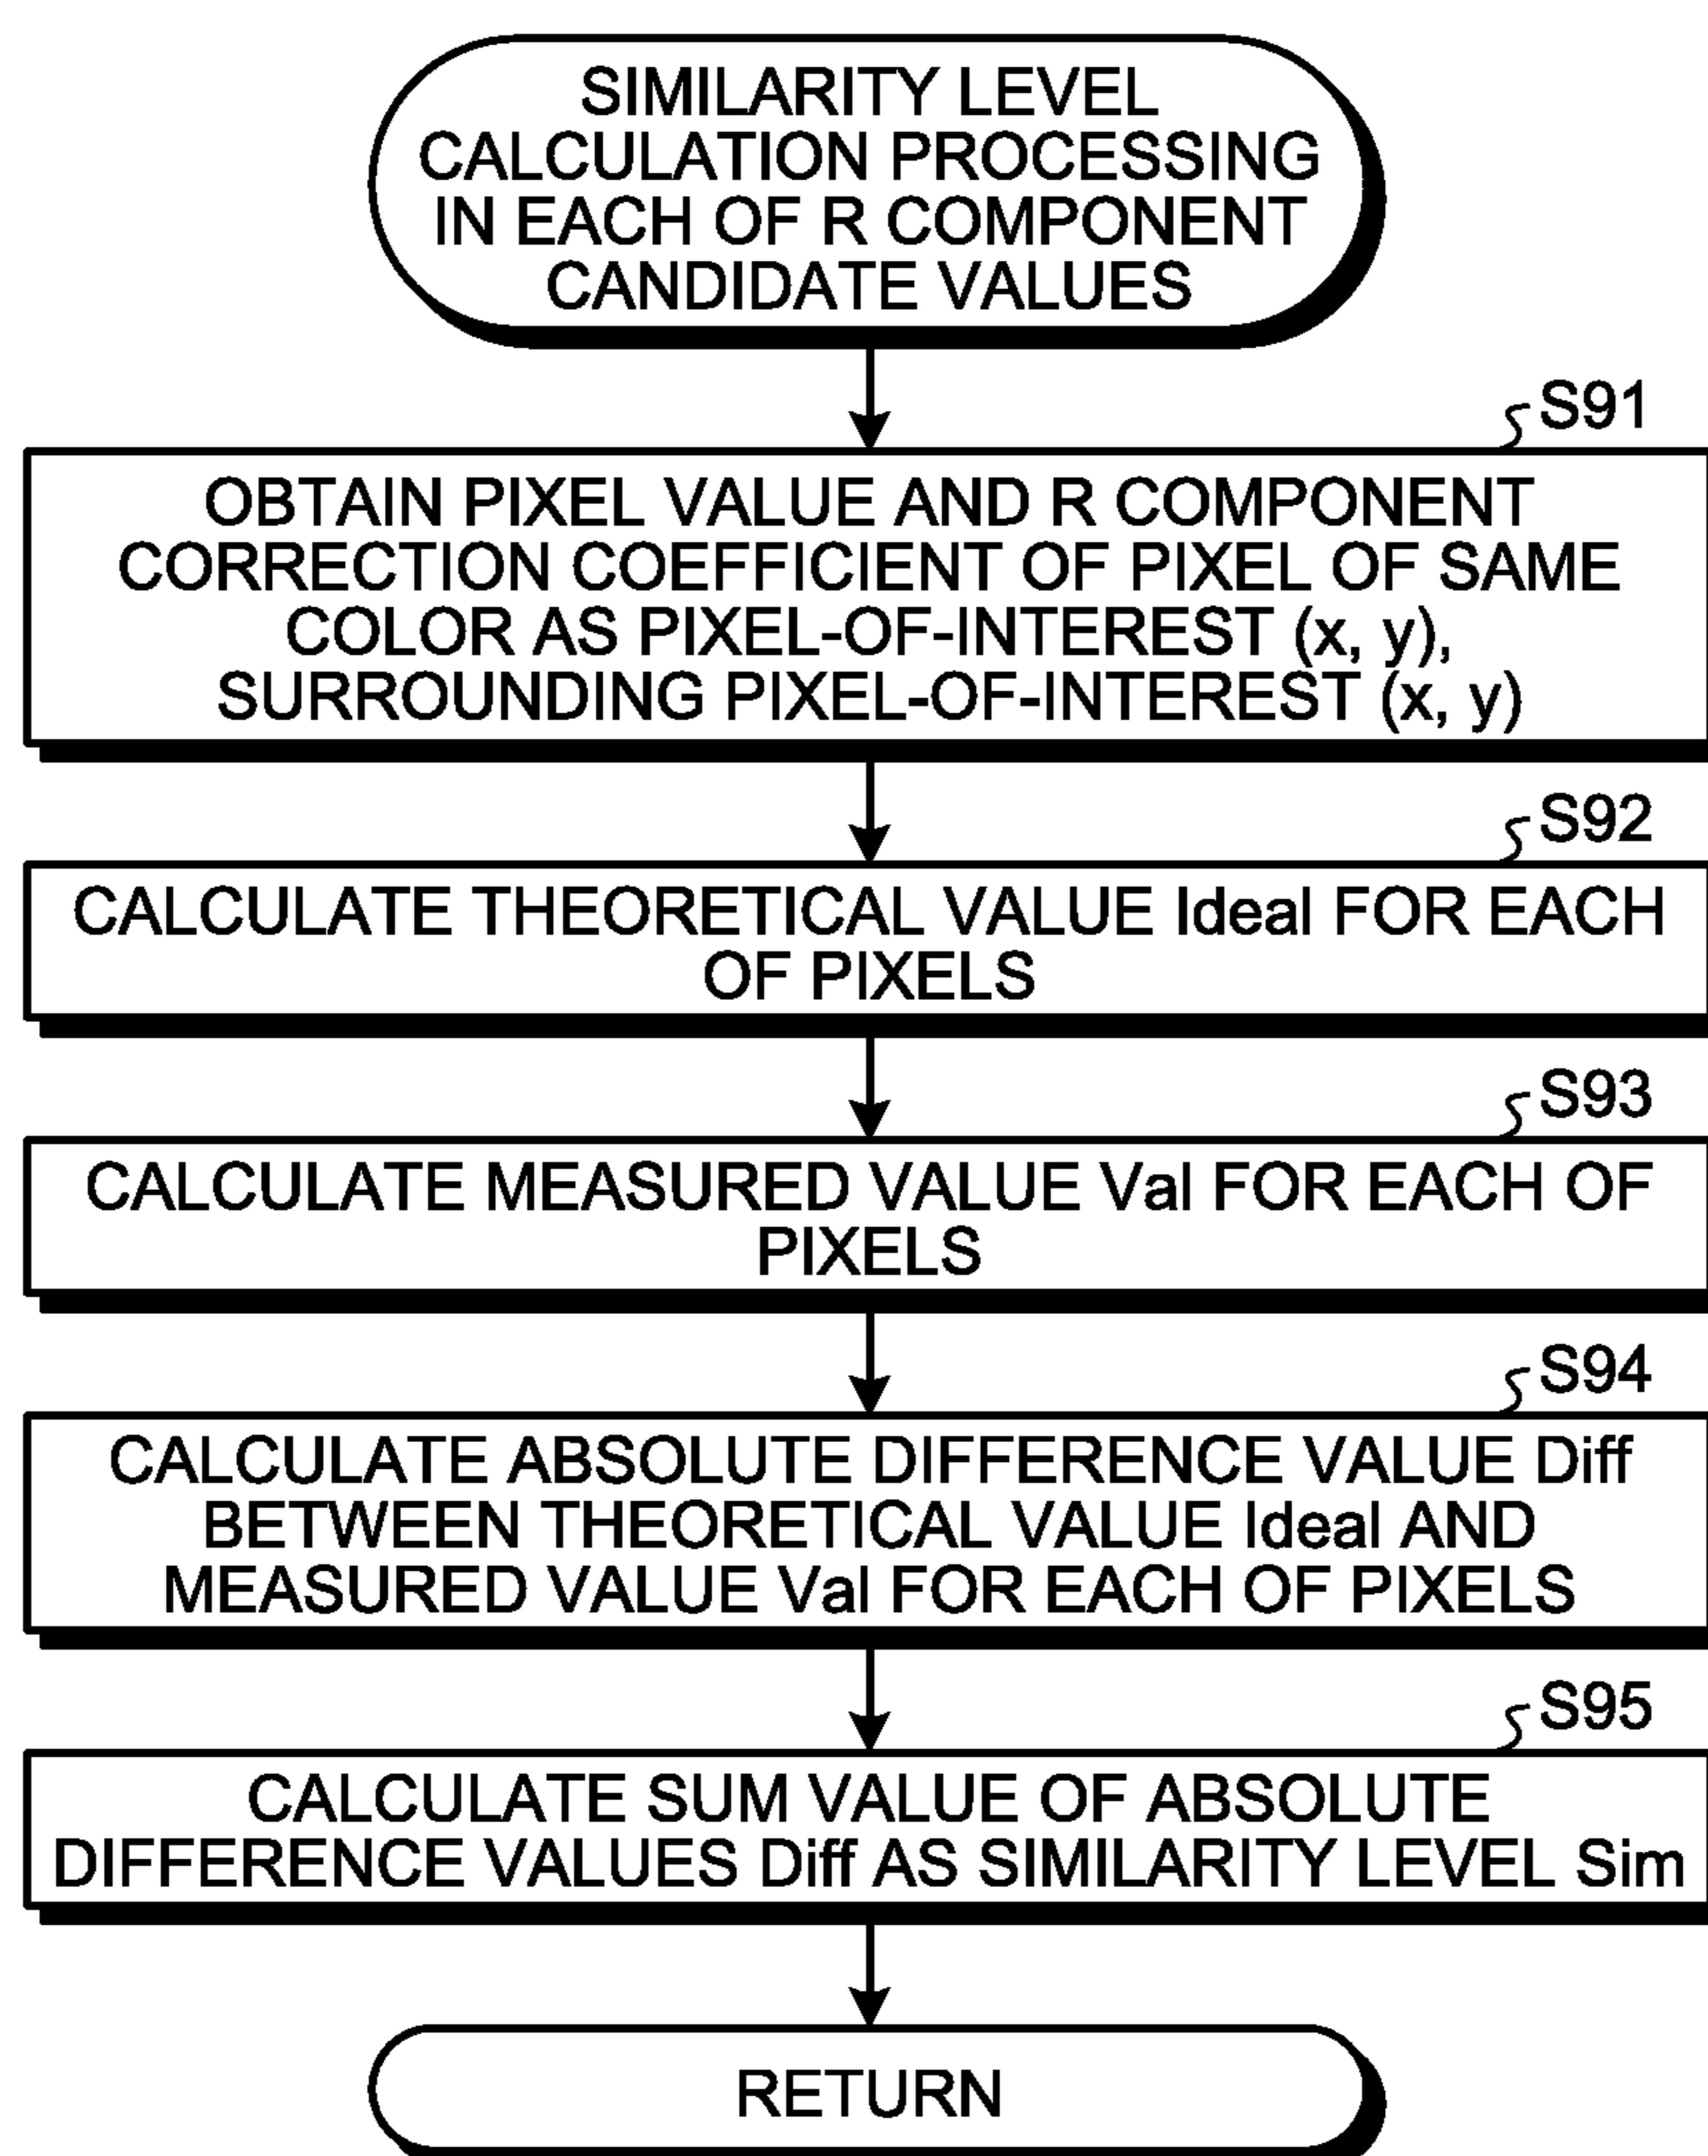 SIMILARITY LEVEL
CALCULATION PROCESSING
IN EACH OF R COMPONENT
CANDIDATE VALUES
S91
OBTAIN PIXEL VALUE AND R COMPONENT
CORRECTION COEFFICIENT OF PIXEL OF SAME
COLOR AS PIXEL-OF-INTEREST (x, y),
SURROUNDING PIXEL-OF-INTEREST (x, y)
S92
CALCULATE THEORETICAL VALUE Ideal FOR EACH
OF PIXELS
S93
CALCULATE MEASURED VALUE Val FOR EACH OF
PIXELS
S94
CALCULATE ABSOLUTE DIFFERENCE VALUE Diff
BETWEEN THEORETICAL VALUE Ideal AND
MEASURED VALUE Val FOR EACH OF PIXELS
S95
CALCULATE SUM VALUE OF ABSOLUTE
DIFFERENCE VALUES Diff AS SIMILARITY LEVEL Sim
RETURN